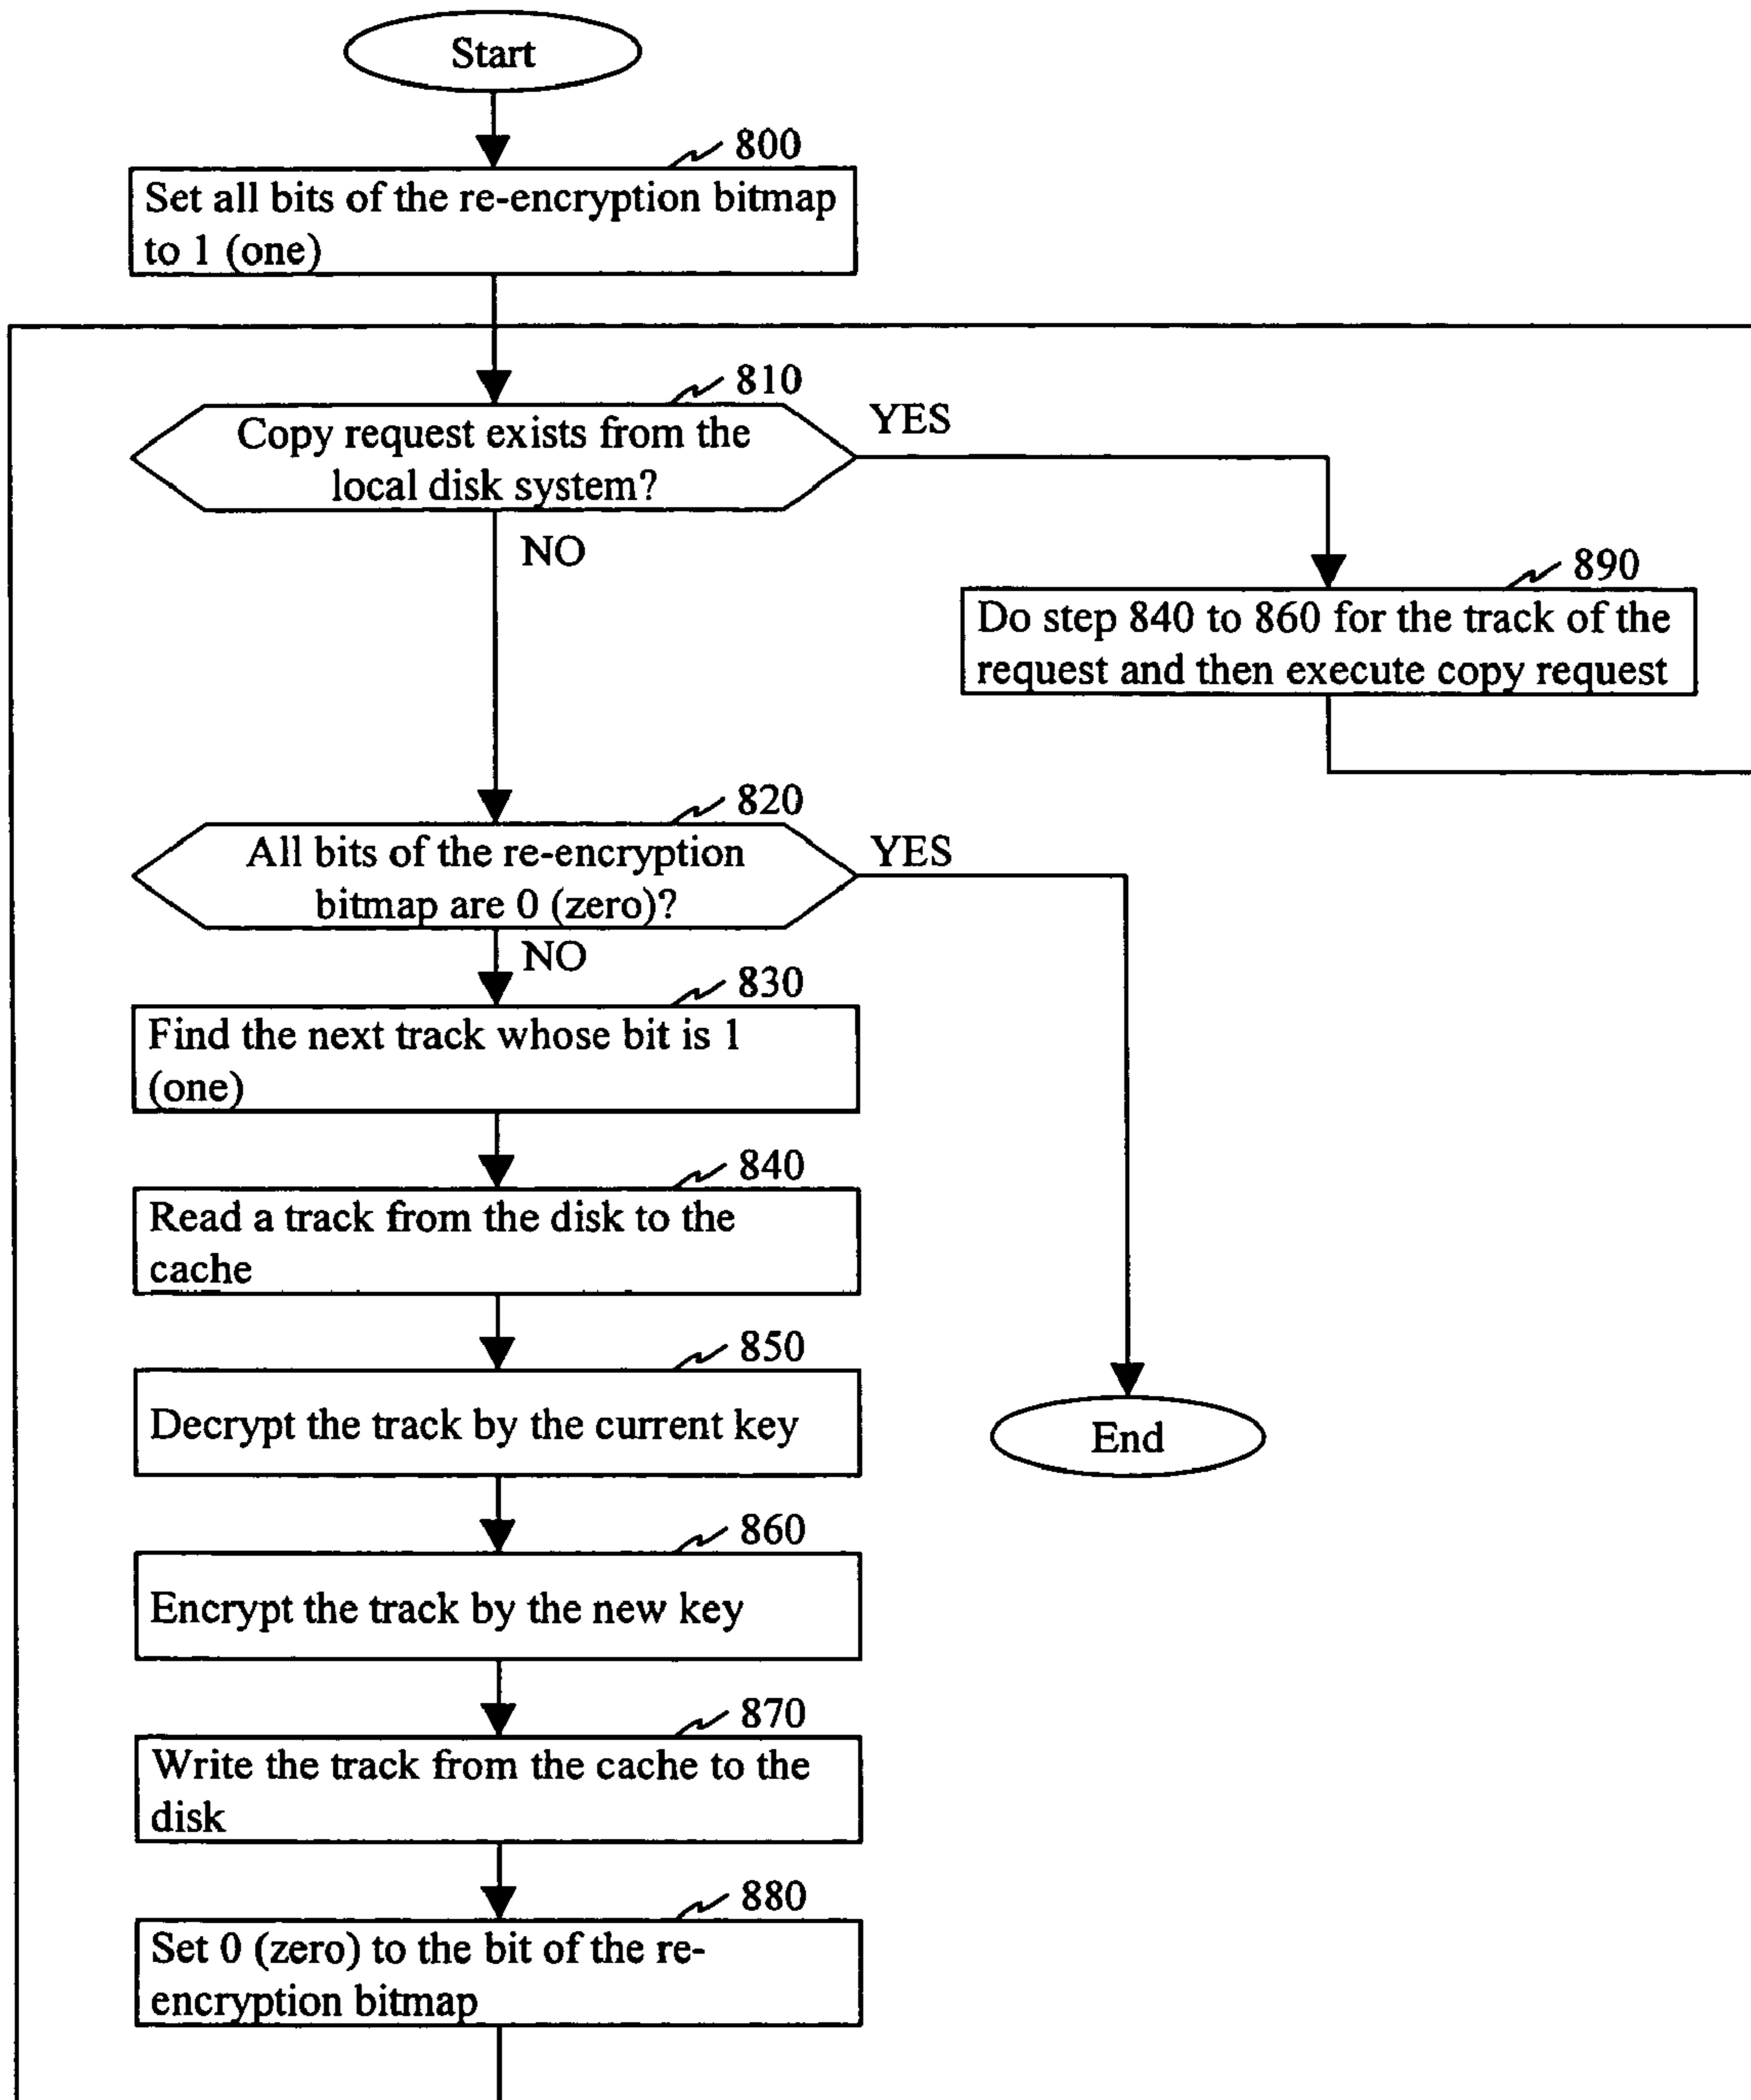 Start
800
Set all bits of the re-encryption bitmap
to 1 (one)
810
Copy request exists from the
local disk system?
YES
NO
890
Do step 840 to 860 for the track of the
request and then execute copy request
820
All bits of the re-encryption
bitmap are 0 (zero)?
YES
NO
830
Find the next track whose bit is 1
(one)
840
Read a track from the disk to the
cache
850
Decrypt the track by the current key
End
860
Encrypt the track by the new key
870
Write the track from the cache to the
disk
880
Set 0 (zero) to the bit of the re-
encryption bitmap